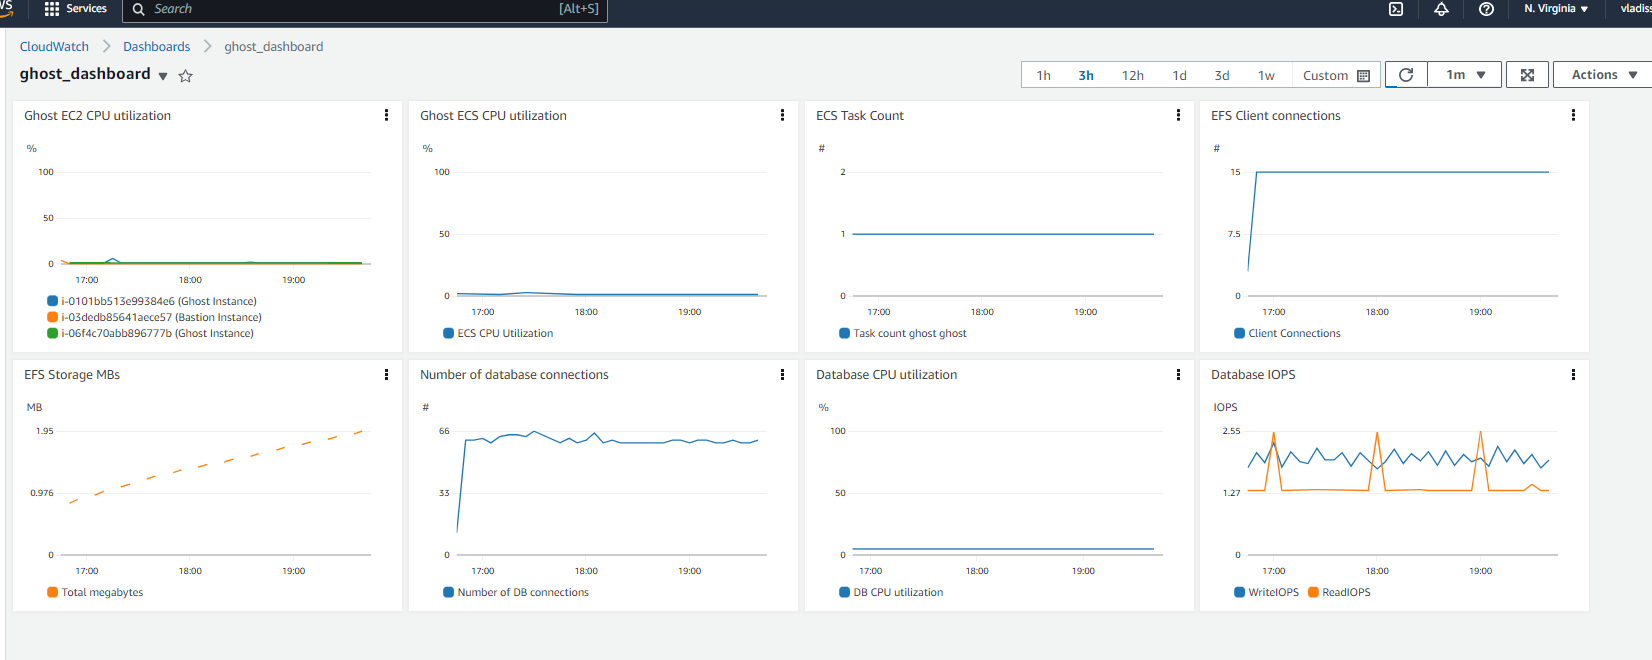 Services Search [Alt+S] N. Virginia vladiss
CloudWatch Dashboards ghost_dashboard
ghost_dashboard 1h 3h 12h 1d 3d 1w Custom 1m Actions
Ghost EC2 CPU utilization
%
100
50
0
17:00 18:00 19:00
i-0101bb513e99384e6 (Ghost Instance)
i-03dedb85641aece57 (Bastion Instance)
i-06f4c70abb896777b (Ghost Instance)
Ghost ECS CPU utilization
%
100
50
0
17:00 18:00 19:00
ECS CPU Utilization
ECS Task Count
#
2
1
0
17:00 18:00 19:00
Task count ghost ghost
EFS Client connections
#
15
7.5
0
17:00 18:00 19:00
Client Connections
EFS Storage MBs
MB
1.95
0.976
0
17:00 18:00 19:00
Total megabytes
Number of database connections
#
66
33
0
17:00 18:00 19:00
Number of DB connections
Database CPU utilization
%
100
50
0
17:00 18:00 19:00
DB CPU utilization
Database IOPS
IOPS
2.55
1.27
0
17:00 18:00 19:00
WriteIOPS ReadIOPS